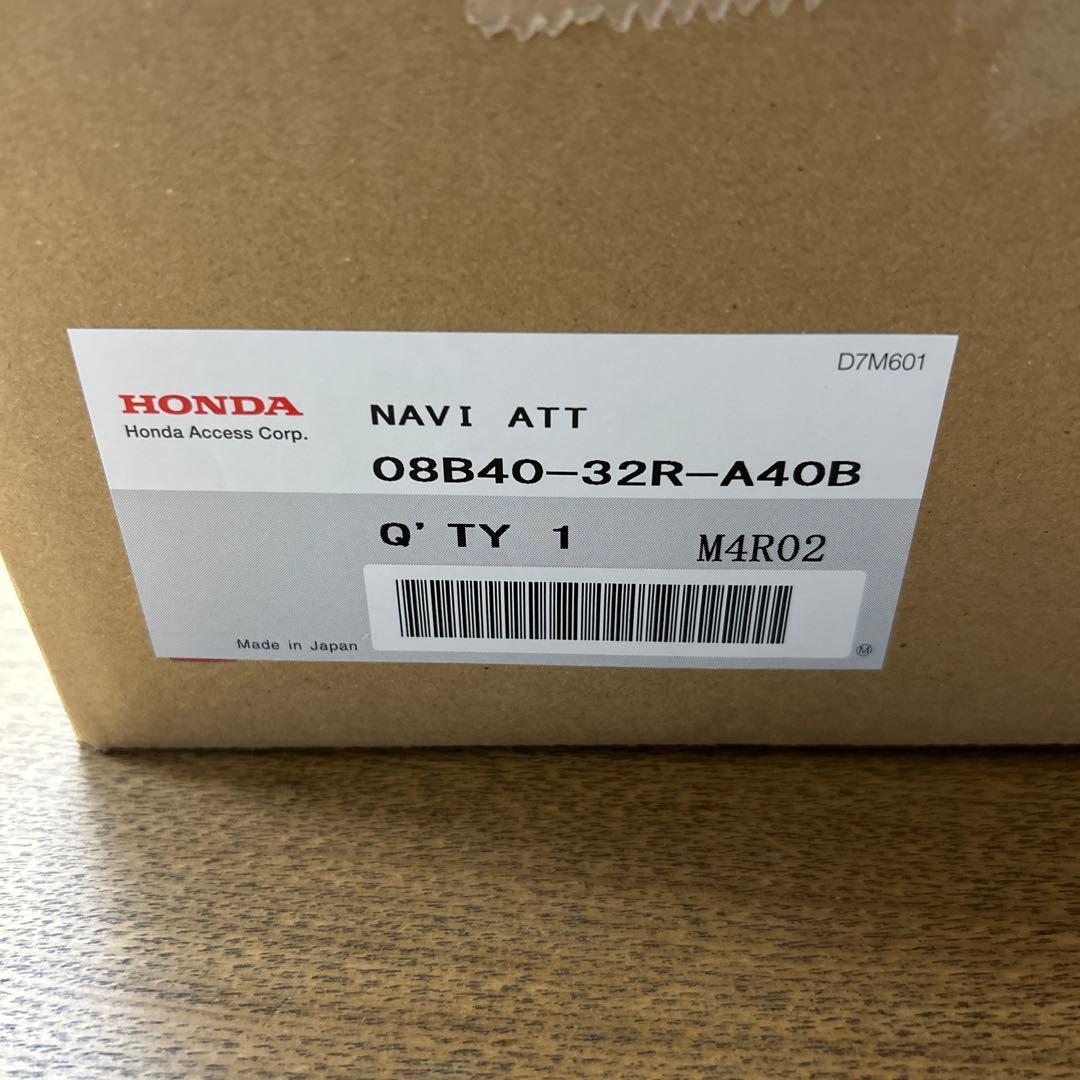 D7M601
HONDA
Honda Access Corp.
NAVI ATT
08B40-32R-A40B
Q'TY 1
M4R02
Made in Japan
M